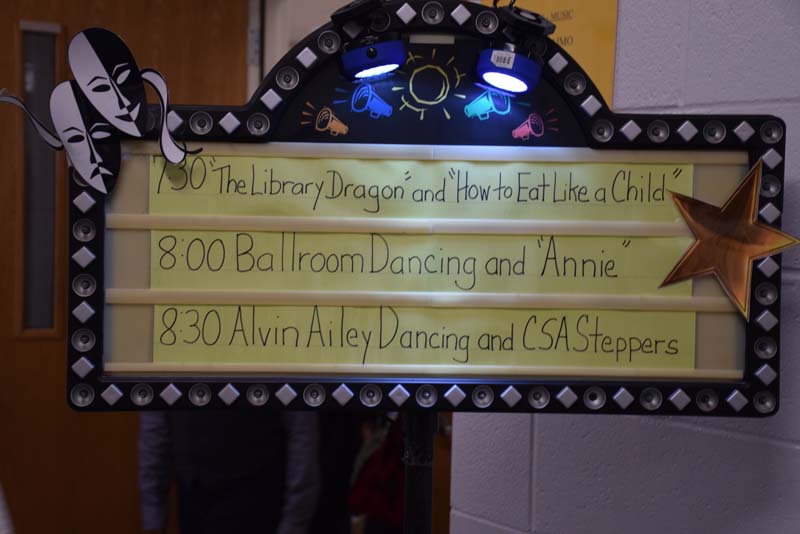 MUSIC
7:30 "The Library Dragon" and "How to Eat Like a Child"
8:00 Ballroom Dancing and "Annie"
8:30 Alvin Ailey Dancing and CSA Steppers